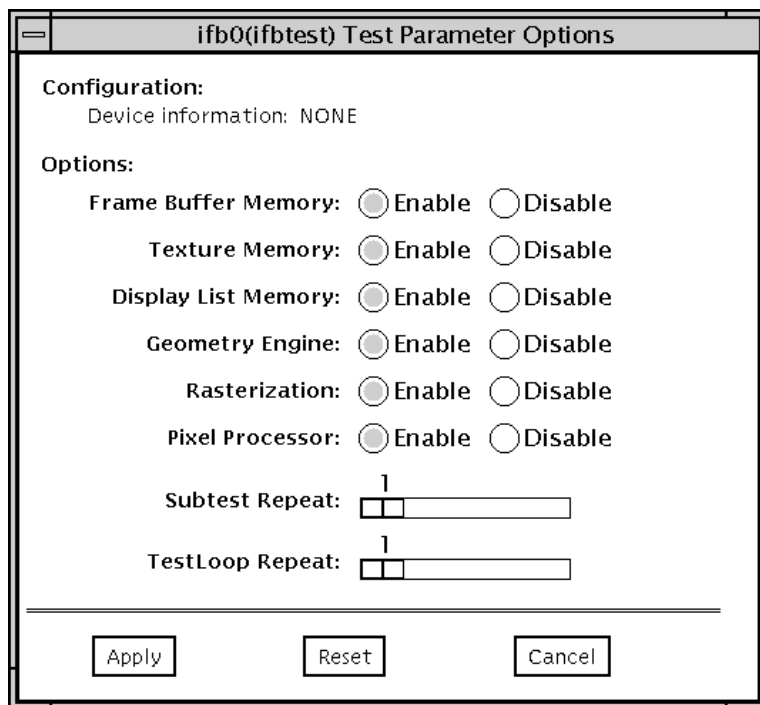 ifb0(ifbtest) Test Parameter Options
Configuration:
Device information: NONE
Options:
Frame Buffer Memory: Enable Disable
Texture Memory: Enable Disable
Display List Memory: Enable Disable
Geometry Engine: Enable Disable
Rasterization: Enable Disable
Pixel Processor: Enable Disable
1
Subtest Repeat:
1
TestLoop Repeat:
Apply Reset Cancel